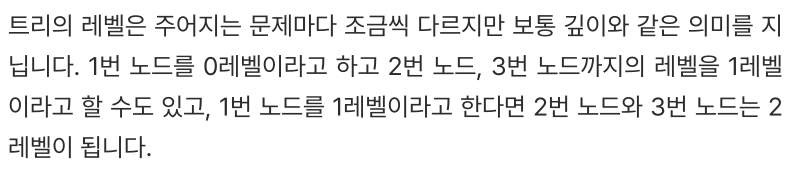 트리의 레벨은 주어지는 문제마다 조금씩 다르지만 보통 깊이와 같은 의미를 지
닙니다. 1번 노드를 0레벨이라고 하고 2번 노드, 3번 노드까지의 레벨을 1레벨
이라고 할 수도 있고, 1번 노드를 1레벨이라고 한다면 2번 노드와 3번 노드는 2
레벨이 됩니다.